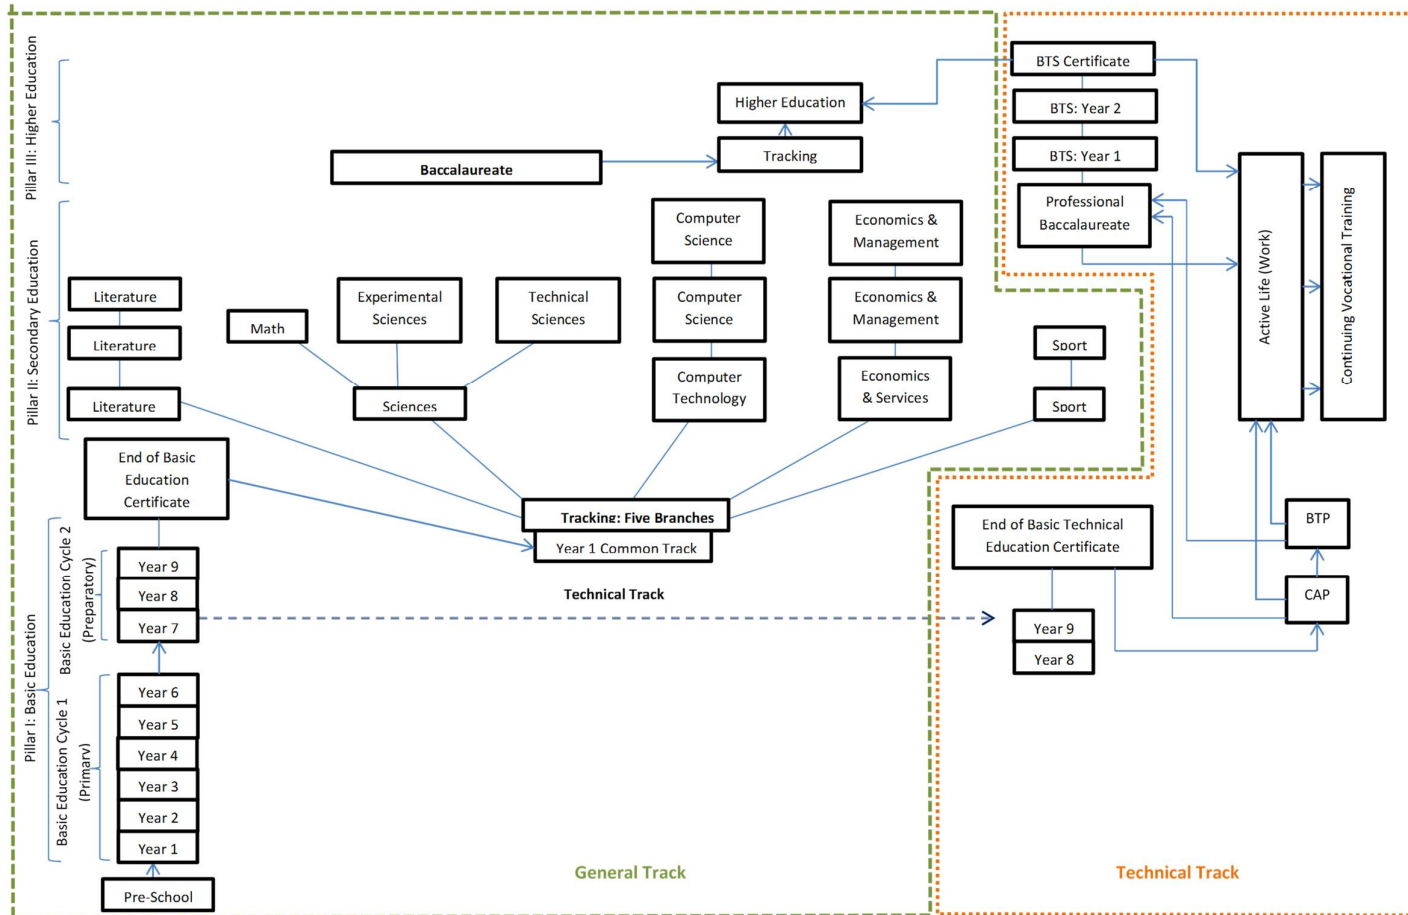 Pillar III: Higher Education
BTS Certificate
Higher Education
BTS: Year 2
Tracking
BTS: Year 1
Baccalaureate
Professional
Baccalaureate
Active Life (Work)
Continuing Vocational Training
Pillar II: Secondary Education
Computer
Science
Economics &
Management
Literature
Experimental
Sciences
Technical
Sciences
Computer
Science
Economics &
Management
Math
Literature
Sport
Literature
Sciences
Computer
Technology
Economics
& Services
Sport
End of Basic
Education
Certificate
Tracking: Five Branches
Year 1 Common Track
End of Basic Technical
Education Certificate
BTP
CAP
Pillar I: Basic Education
Basic Education Cycle 2
(Preparatory)
Year 9
Year 8
Year 7
Technical Track
Year 9
Year 8
Basic Education Cycle 1
(Primary)
Year 6
Year 5
Year 4
Year 3
Year 2
Year 1
Pre-School
General Track
Technical Track